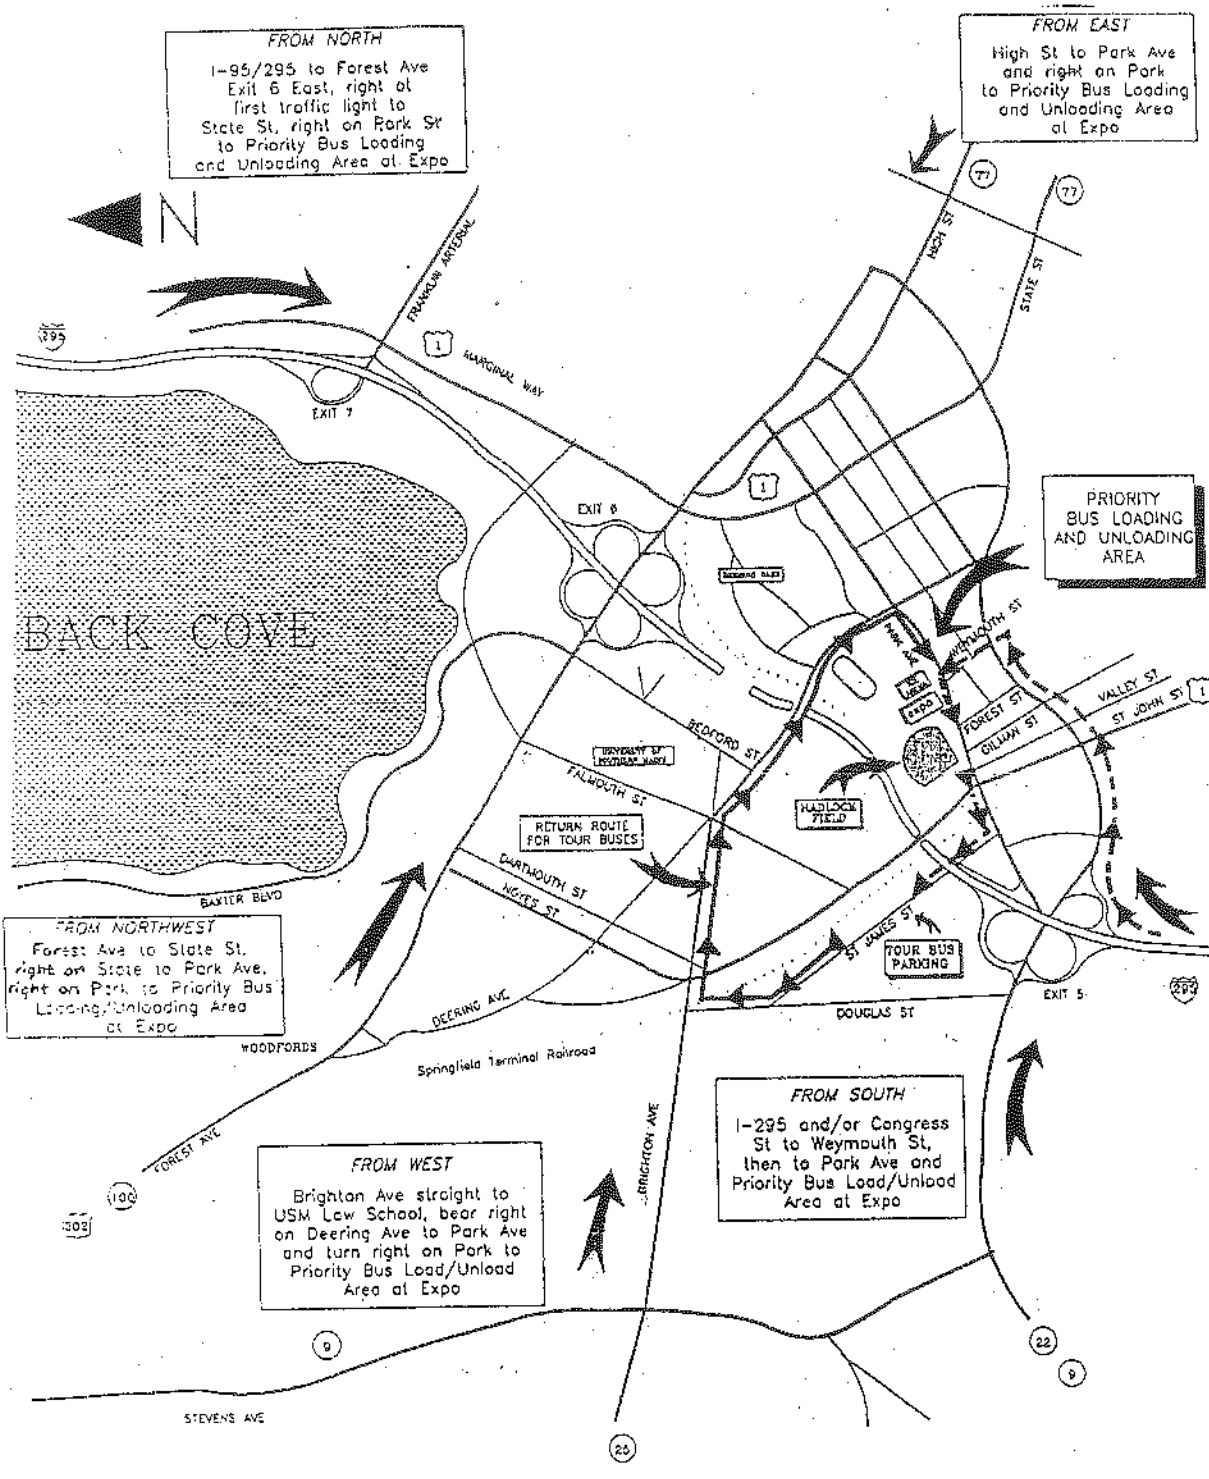 FROM NORTH
I-95/295 to Forest Ave
Exit 6 East, right at
first traffic light to
State St, right on Park St
to Priority Bus Loading
and Unloading Area at Expo
FROM EAST
High St to Park Ave
and right on Park
to Priority Bus Loading
and Unloading Area
at Expo
N
77
77
HIGH ST
STATE ST
FRANKLIN ARTERIAL
295
1
MARGINAL WAY
EXIT 7
1
EXIT 6
PRIORITY
BUS LOADING
AND UNLOADING
AREA
BACK COVE
PARK AVE
WEYMOUTH ST
expo
FOREST ST
GILMAN ST
VALLEY ST
ST JOHN ST
1
BEDFORD ST
UNIVERSITY OF
SOUTHERN MAINE
FALMOUTH ST
HADLOCK
FIELD
RETURN ROUTE
FOR TOUR BUSES
DARTMOUTH ST
NOYES ST
BAXTER BLVD
ST JAMES ST
TOUR BUS
PARKING
FROM NORTHWEST
Forest Ave to State St,
right on State to Park Ave,
right on Park to Priority Bus
Loading/Unloading Area
at Expo
EXIT 5
295
DEERING AVE
DOUGLAS ST
WOODFORDS
Springfield Terminal Railroad
FROM SOUTH
I-295 and/or Congress
St to Weymouth St,
then to Park Ave and
Priority Bus Load/Unload
Area at Expo
BRIGHTON AVE
FOREST AVE
FROM WEST
Brighton Ave straight to
USM Law School, bear right
on Deering Ave to Park Ave
and turn right on Park to
Priority Bus Load/Unload
Area at Expo
100
302
9
22
9
STEVENS AVE
25